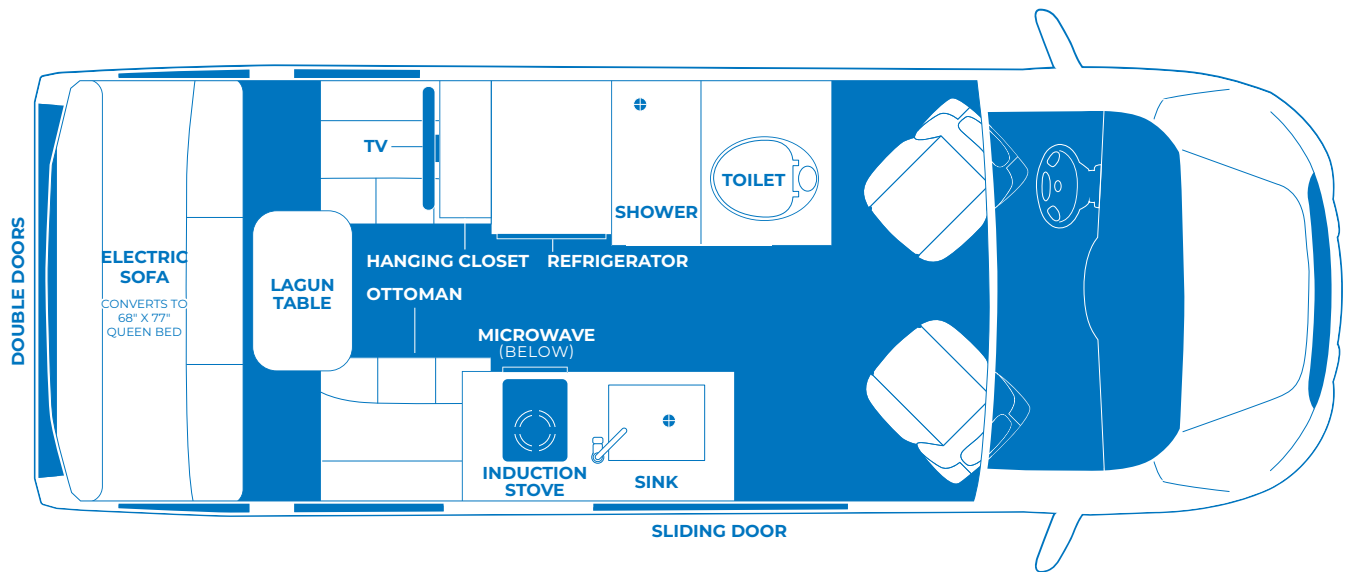 DOUBLE DOORS
ELECTRIC
SOFA
CONVERTS TO
68" X 77"
QUEEN BED
LAGUN
TABLE
TV
HANGING CLOSET
REFRIGERATOR
SHOWER
TOILET
OTTOMAN
MICROWAVE
(BELOW)
INDUCTION
STOVE
SINK
SLIDING DOOR